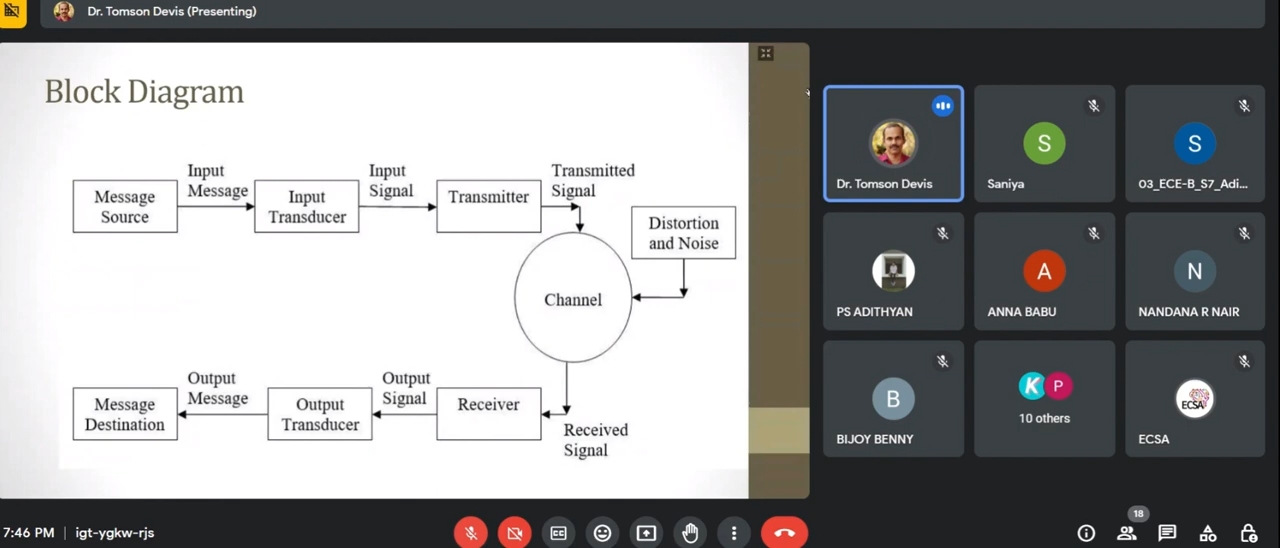 Dr. Tomson Devis (Presenting)
Block Diagram
Message
Source
Input
Message
Input
Transducer
Input
Signal
Transmitter
Transmitted
Signal
Distortion
and Noise
Channel
Message
Destination
Output
Message
Output
Transducer
Output
Signal
Receiver
Received
Signal
Dr. Tomson Devis
S
Saniya
S
03_ECE-B_S7_Adi...
PS ADITHYAN
A
ANNA BABU
N
NANDANA R NAIR
B
BIJOY BENNY
K
P
10 others
ECSA
ECSA
7:46 PM | igt-ygkw-rjs
CC
18